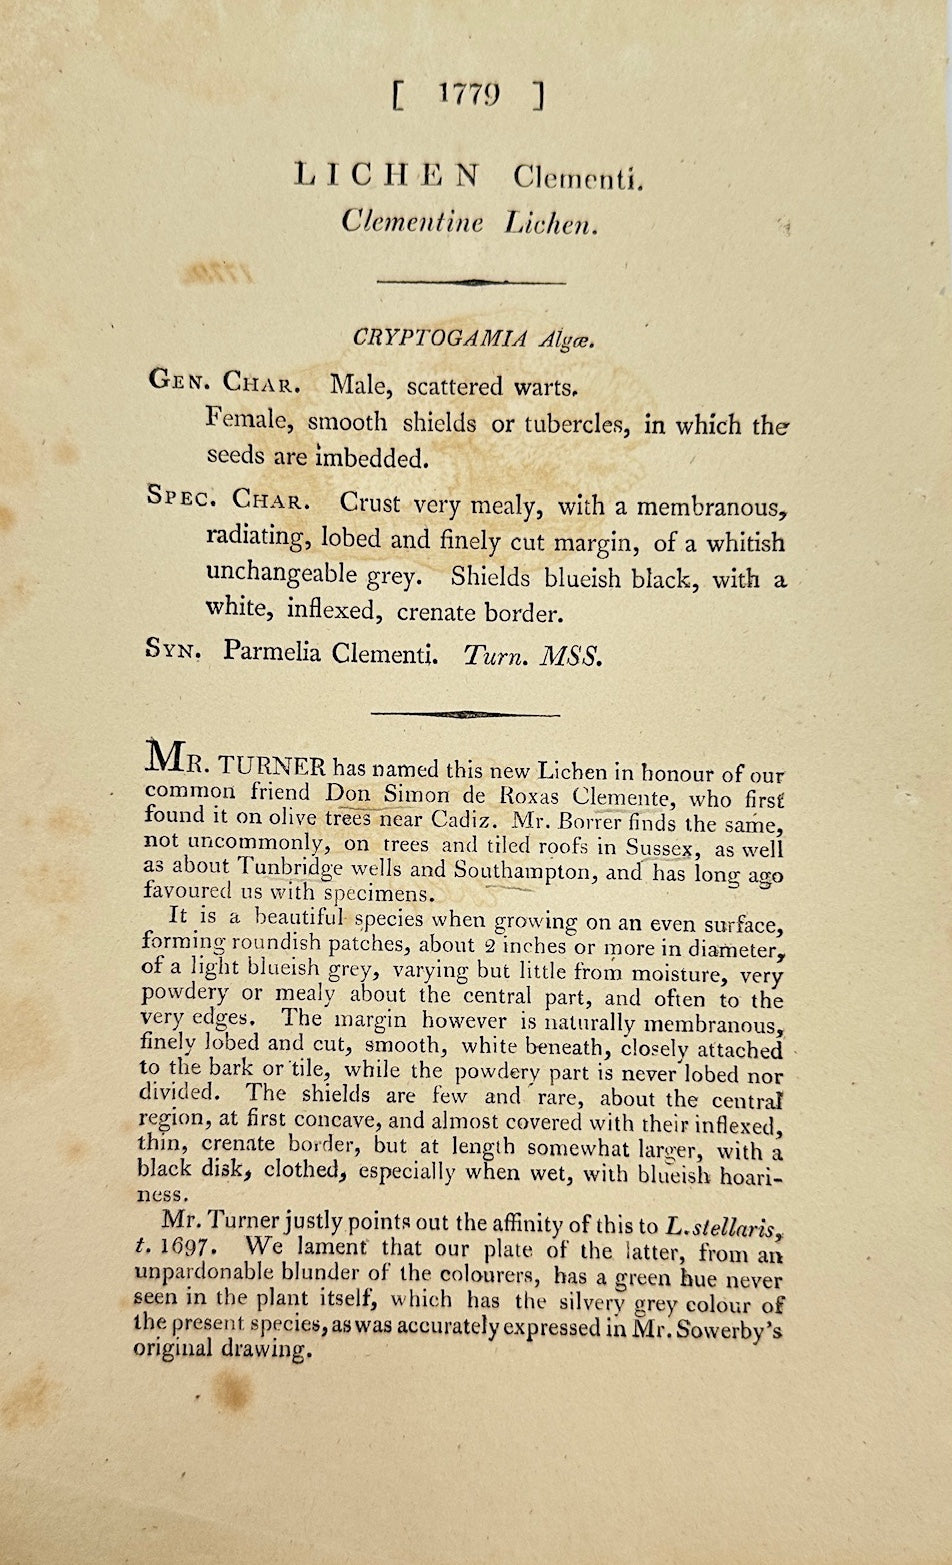 [ 1779 ]
LICHEN Clementi.
Clementine Lichen.
CRYPTOGAMIA Algæ.
GEN. CHAR. Male, scattered warts.
Female, smooth shields or tubercles, in which the
seeds are imbedded.
SPEC. CHAR. Crust very mealy, with a membranous,
radiating, lobed and finely cut margin, of a whitish
unchangeable grey. Shields blueish black, with a
white, inflexed, crenate border.
SYN. Parmelia Clementi. Turn. MSS.
MR. TURNER has named this new Lichen in honour of our
common friend Don Simon de Roxas Clemente, who first
found it on olive trees near Cadiz. Mr. Borrer finds the same,
not uncommonly, on trees and tiled roofs in Sussex, as well
as about Tunbridge wells and Southampton, and has long ago
favoured us with specimens.
It is a beautiful species when growing on an even surface,
forming roundish patches, about 2 inches or more in diameter,
of a light blueish grey, varying but little from moisture, very
powdery or mealy about the central part, and often to the
very edges. The margin however is naturally membranous,
finely lobed and cut, smooth, white beneath, closely attached
to the bark or tile, while the powdery part is never lobed nor
divided. The shields are few and rare, about the central
region, at first concave, and almost covered with their inflexed,
thin, crenate border, but at length somewhat larger, with a
black disk, clothed, especially when wet, with blueish hoari-
ness.
Mr. Turner justly points out the affinity of this to L. stellaris,
t. 1697. We lament that our plate of the latter, from an
unpardonable blunder of the colourers, has a green hue never
seen in the plant itself, which has the silvery grey colour of
the present species, as was accurately expressed in Mr. Sowerby's
original drawing.